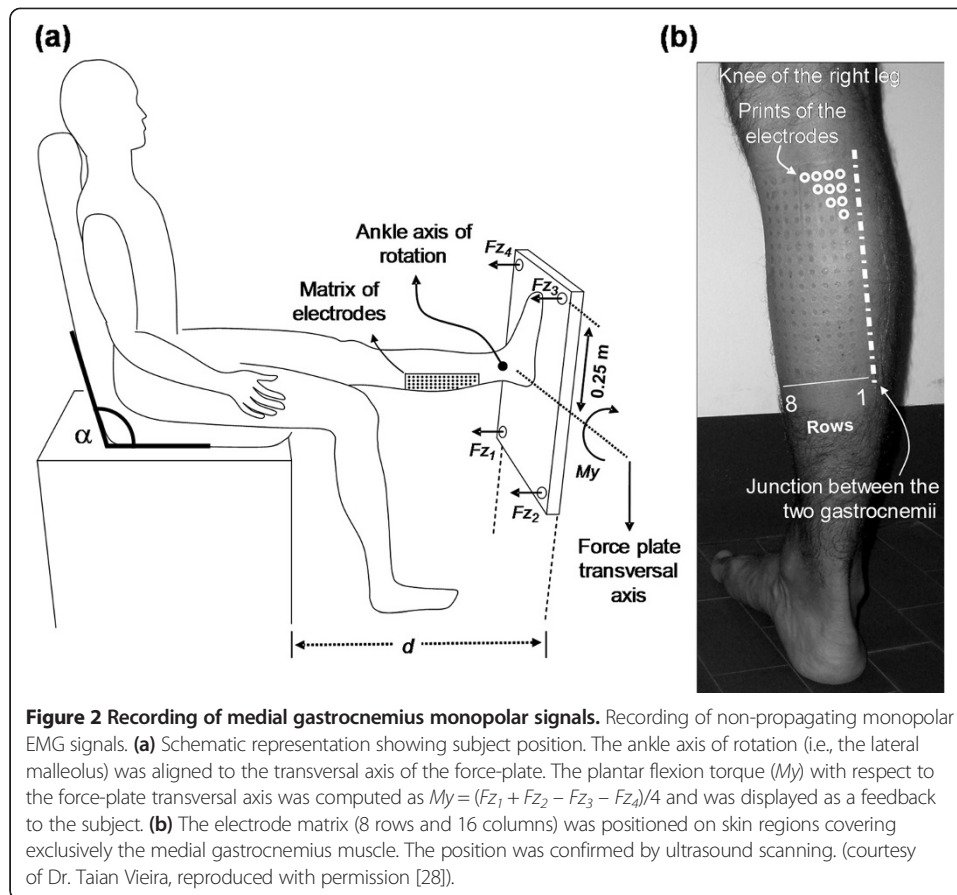 (a)
(b)
Knee of the right leg
Prints of the
electrodes
Ankle axis of
rotation
Matrix of
electrodes
Fz4
Fz3
0.25 m
α
Fz1
My
Fz2
Force plate
transversal
axis
d
8
1
Rows
Junction between the
two gastrocnemii
Figure 2 Recording of medial gastrocnemius monopolar signals. Recording of non-propagating monopolar
EMG signals. (a) Schematic representation showing subject position. The ankle axis of rotation (i.e., the lateral
malleolus) was aligned to the transversal axis of the force-plate. The plantar flexion torque (My) with respect to
the force-plate transversal axis was computed as My = (Fz1 + Fz2 – Fz3 – Fz4)/4 and was displayed as a feedback
to the subject. (b) The electrode matrix (8 rows and 16 columns) was positioned on skin regions covering
exclusively the medial gastrocnemius muscle. The position was confirmed by ultrasound scanning. (courtesy
of Dr. Taian Vieira, reproduced with permission [28]).